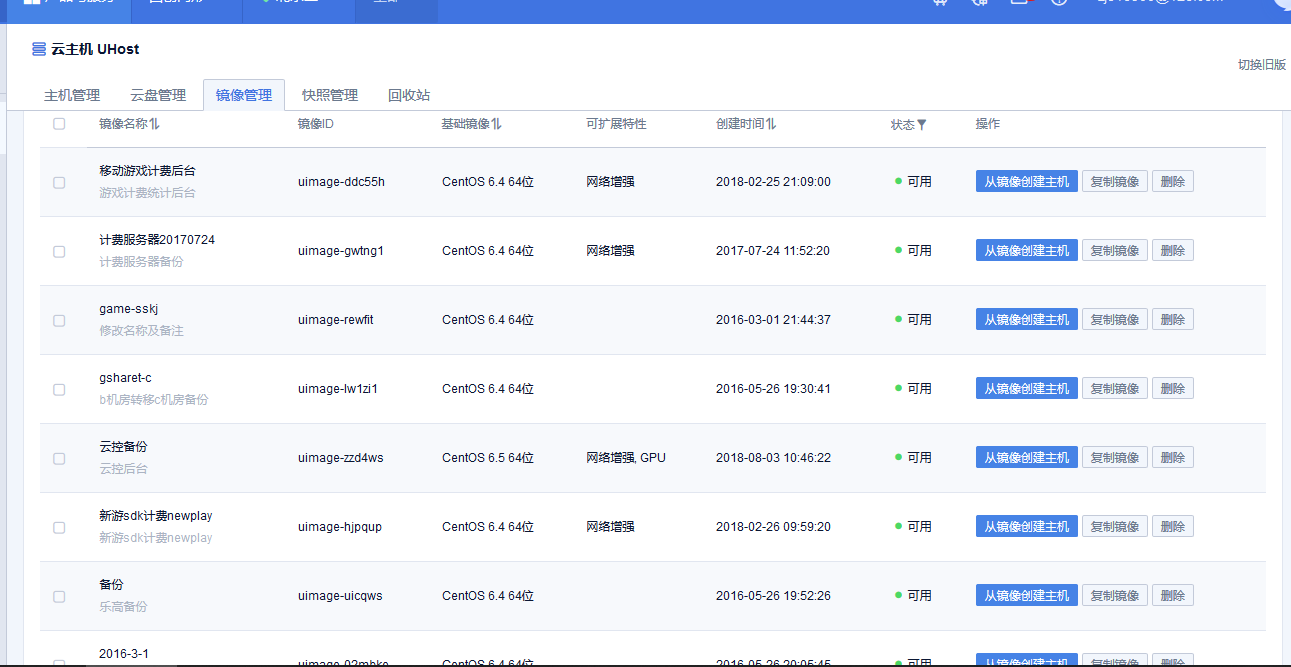 云主机 UHost
切换旧版
主机管理 云盘管理 镜像管理 快照管理 回收站
镜像名称 镜像ID 基础镜像 可扩展特性 创建时间 状态 操作
移动游戏计费后台
游戏计费统计后台
uimage-ddc55h CentOS 6.4 64位 网络增强 2018-02-25 21:09:00 可用 从镜像创建主机 复制镜像 删除
计费服务器20170724
计费服务器备份
uimage-gwtng1 CentOS 6.4 64位 网络增强 2017-07-24 11:52:20 可用 从镜像创建主机 复制镜像 删除
game-sskj
修改名称及备注
uimage-rewfit CentOS 6.4 64位 2016-03-01 21:44:37 可用 从镜像创建主机 复制镜像 删除
gsharet-c
b机房转移c机房备份
uimage-lw1zi1 CentOS 6.4 64位 2016-05-26 19:30:41 可用 从镜像创建主机 复制镜像 删除
云控备份
云控后台
uimage-zzd4ws CentOS 6.5 64位 网络增强, GPU 2018-08-03 10:46:22 可用 从镜像创建主机 复制镜像 删除
新游sdk计费newplay
新游sdk计费newplay
uimage-hjpqup CentOS 6.4 64位 网络增强 2018-02-26 09:59:20 可用 从镜像创建主机 复制镜像 删除
备份
乐高备份
uimage-uicqws CentOS 6.4 64位 2016-05-26 19:52:26 可用 从镜像创建主机 复制镜像 删除
2016-3-1
CentOS 6.4 64位 2016-05-26 20:05:45 可用 从镜像创建主机 复制镜像 删除